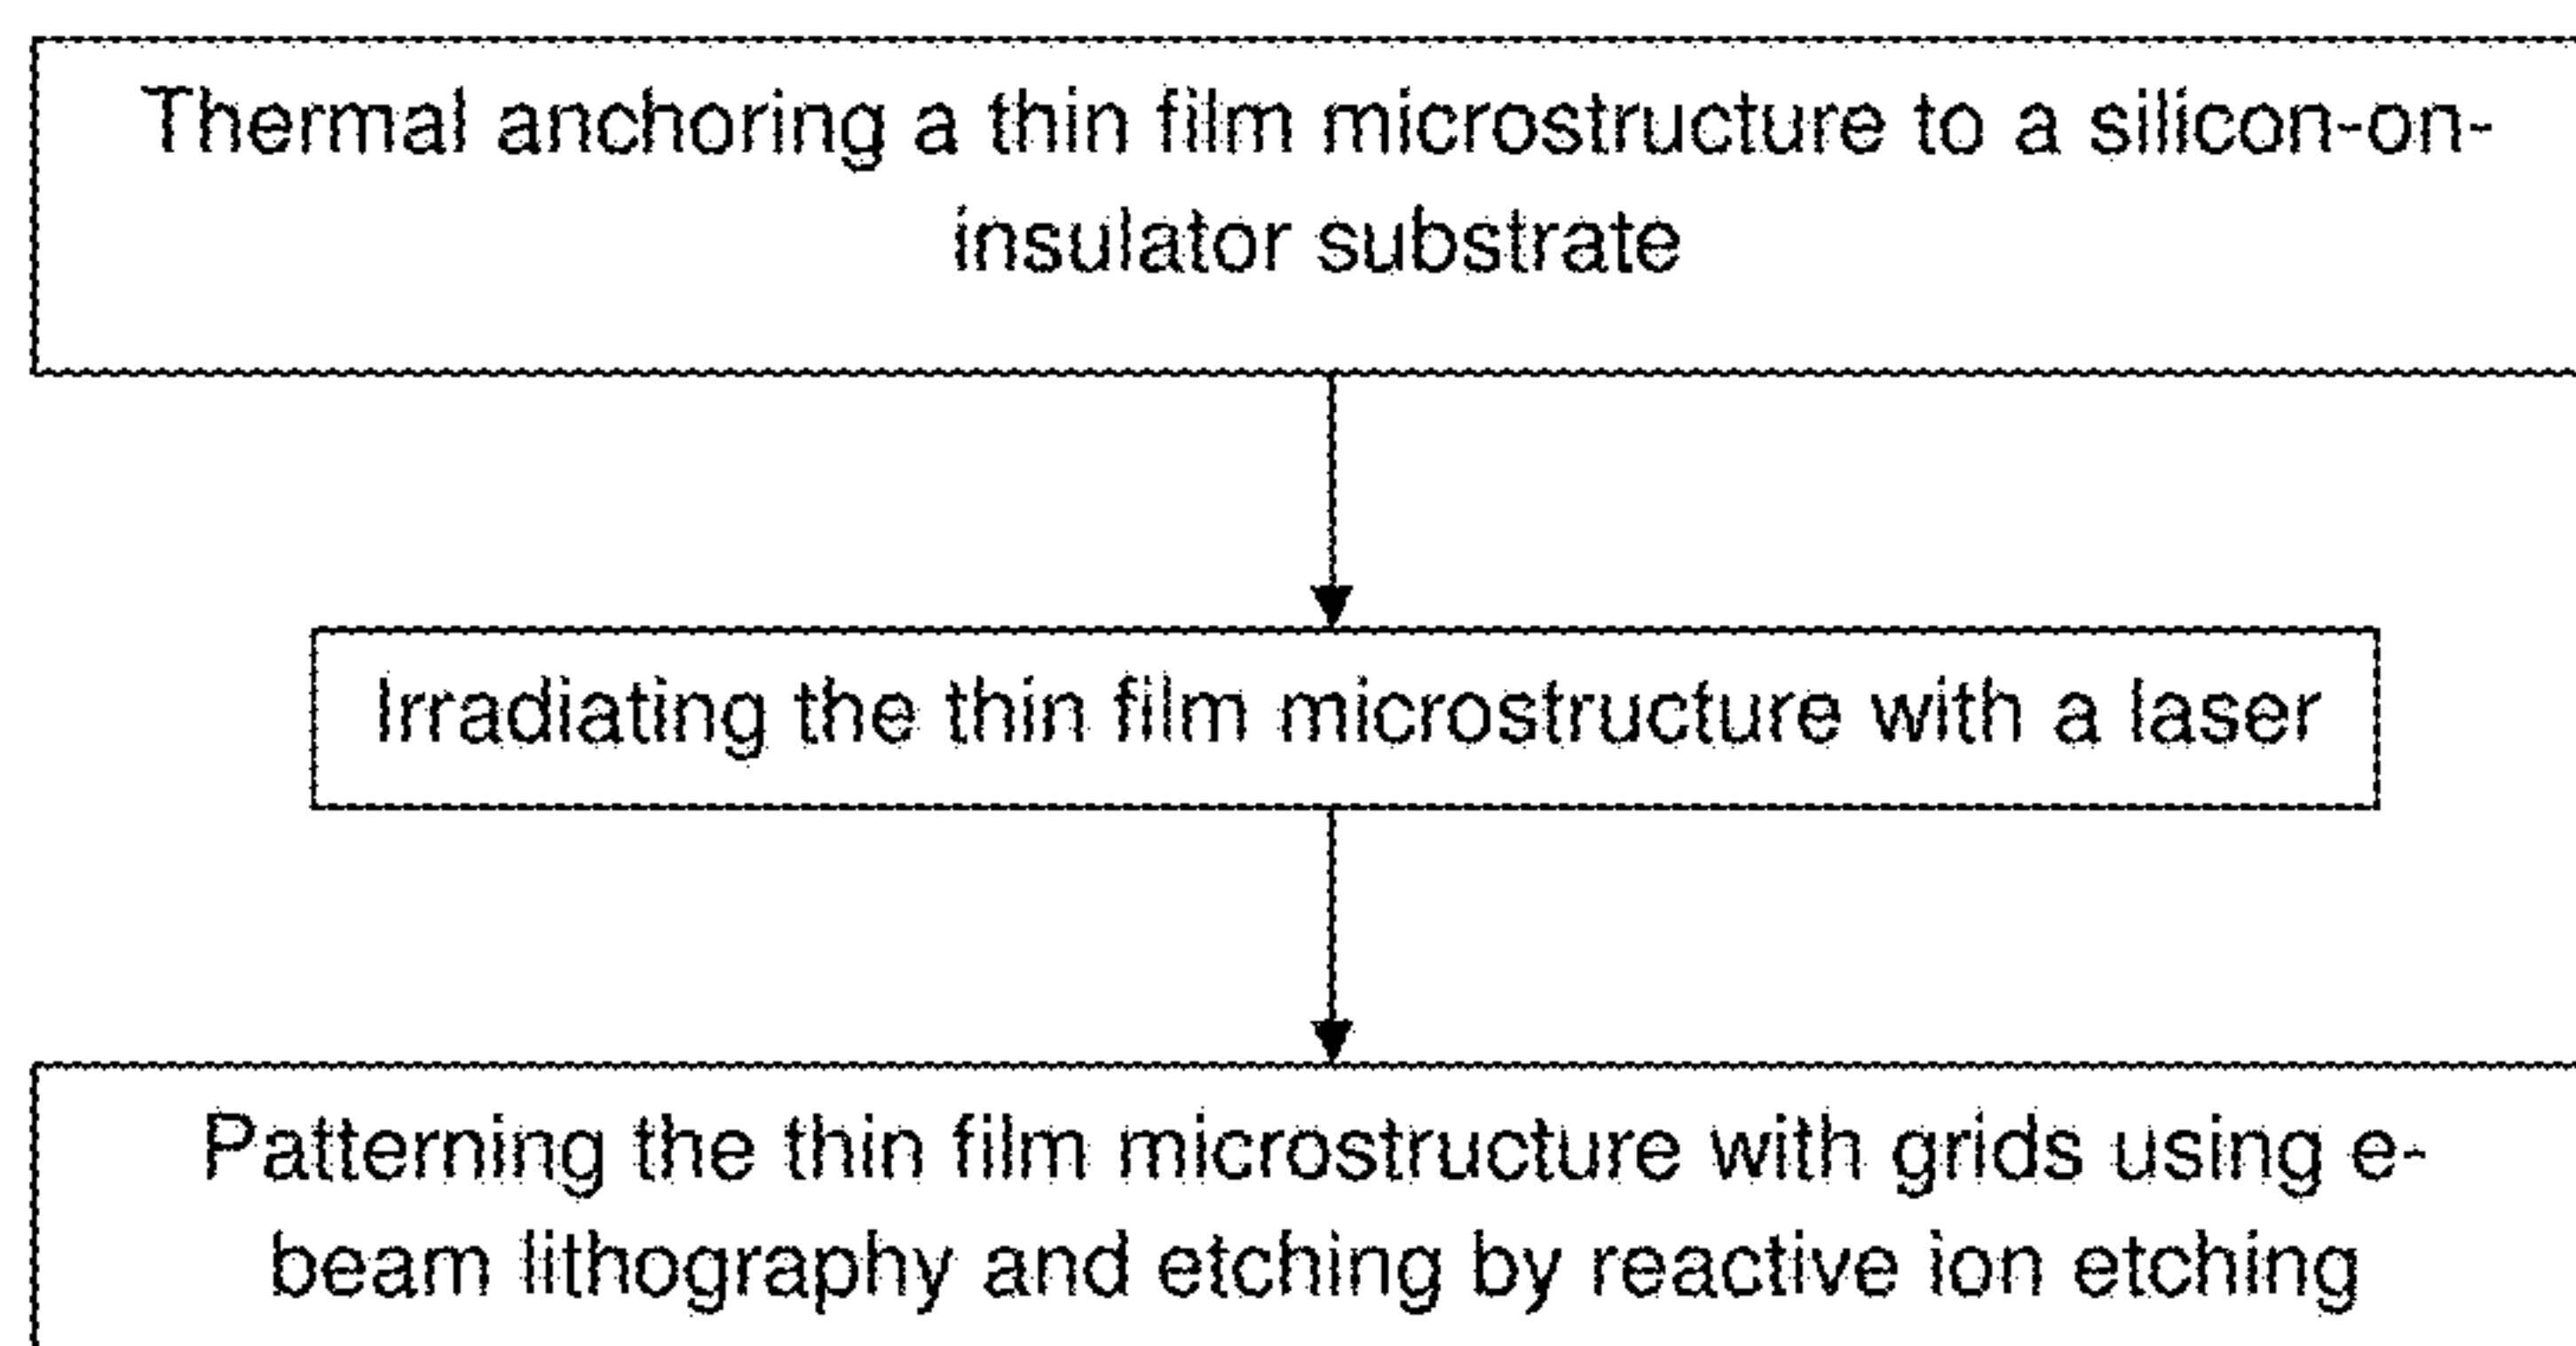 Thermal anchoring a thin film microstructure to a silicon-on-
insulator substrate
Irradiating the thin film microstructure with a laser
Patterning the thin film microstructure with grids using e-
beam lithography and etching by reactive ion etching